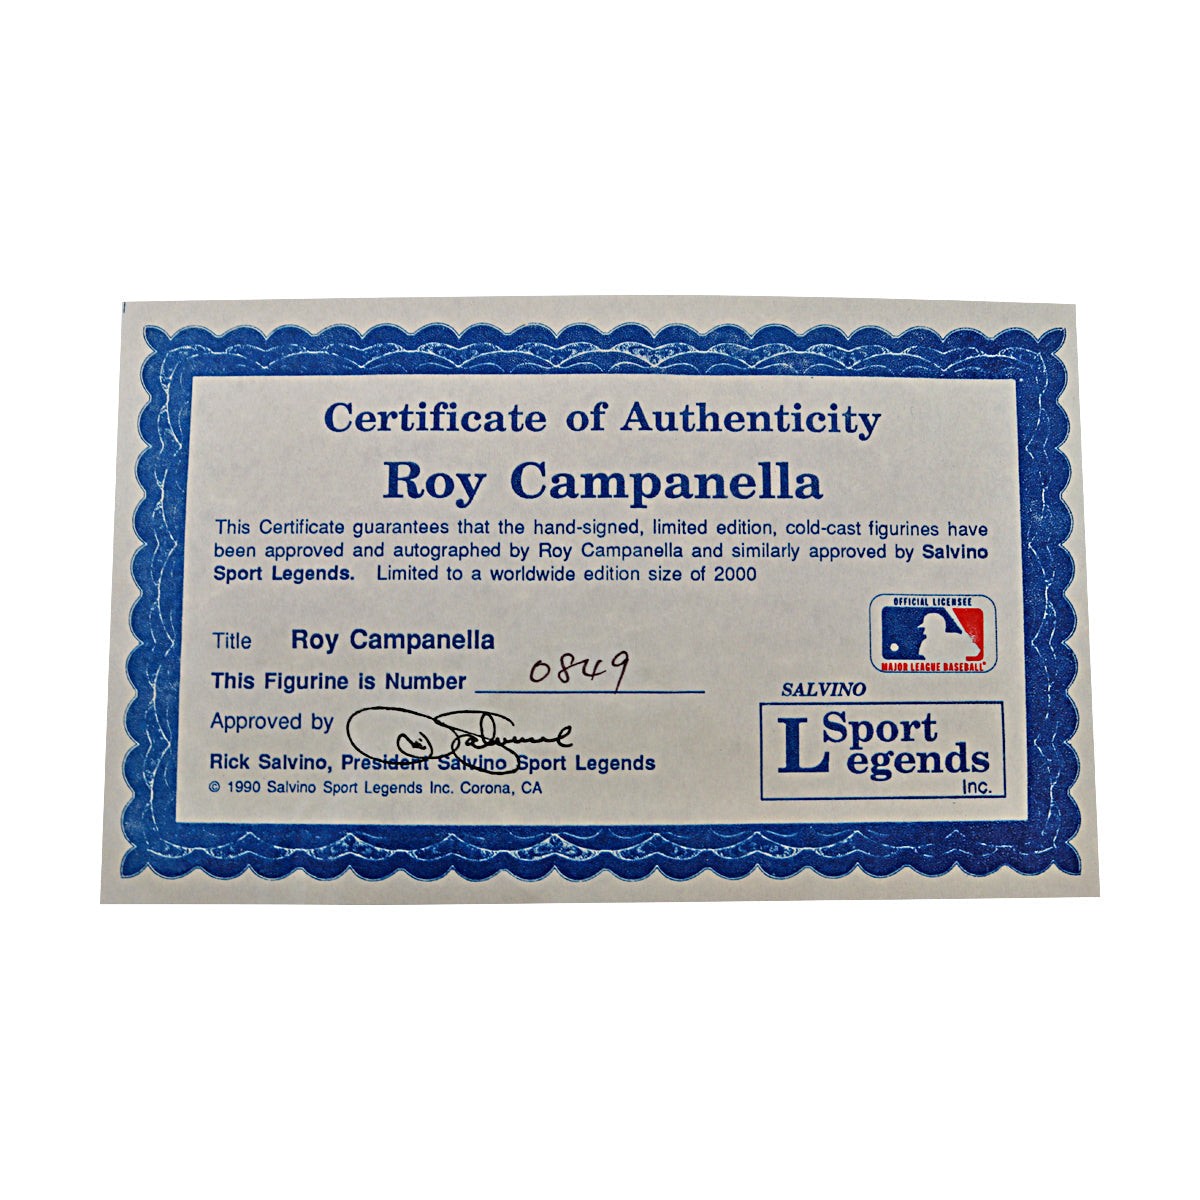 Certificate of Authenticity
Roy Campanella
This Certificate guarantees that the hand-signed, limited edition, cold-cast figurines have
been approved and autographed by Roy Campanella and similarly approved by Salvino
Sport Legends. Limited to a worldwide edition size of 2000
OFFICIAL LICENSEE
MAJOR LEAGUE BASEBALL
Title Roy Campanella
This Figurine is Number 0849
SALVINO
Sport
Legends
Inc.
Approved by
Rick Salvino, President Salvino Sport Legends
© 1990 Salvino Sport Legends Inc. Corona, CA